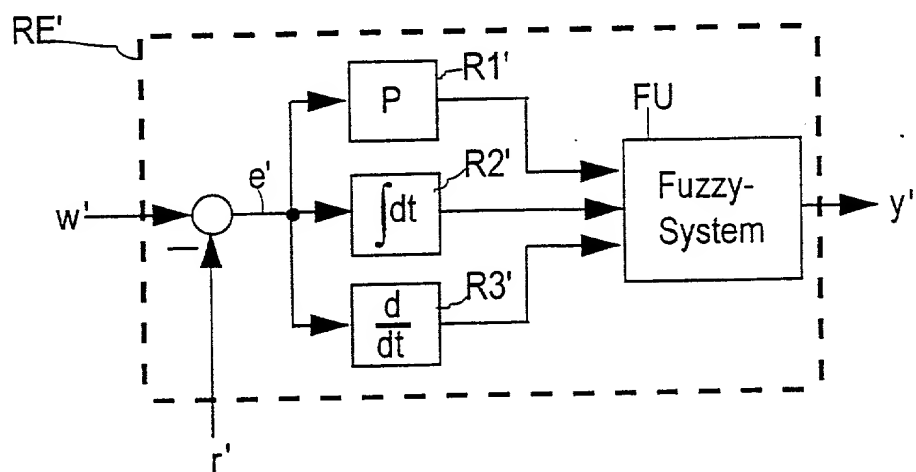 RE'
R1'
P
FU
e'
R2'
w'
∫dt
Fuzzy-
System
y'
R3'
d
dt
r'